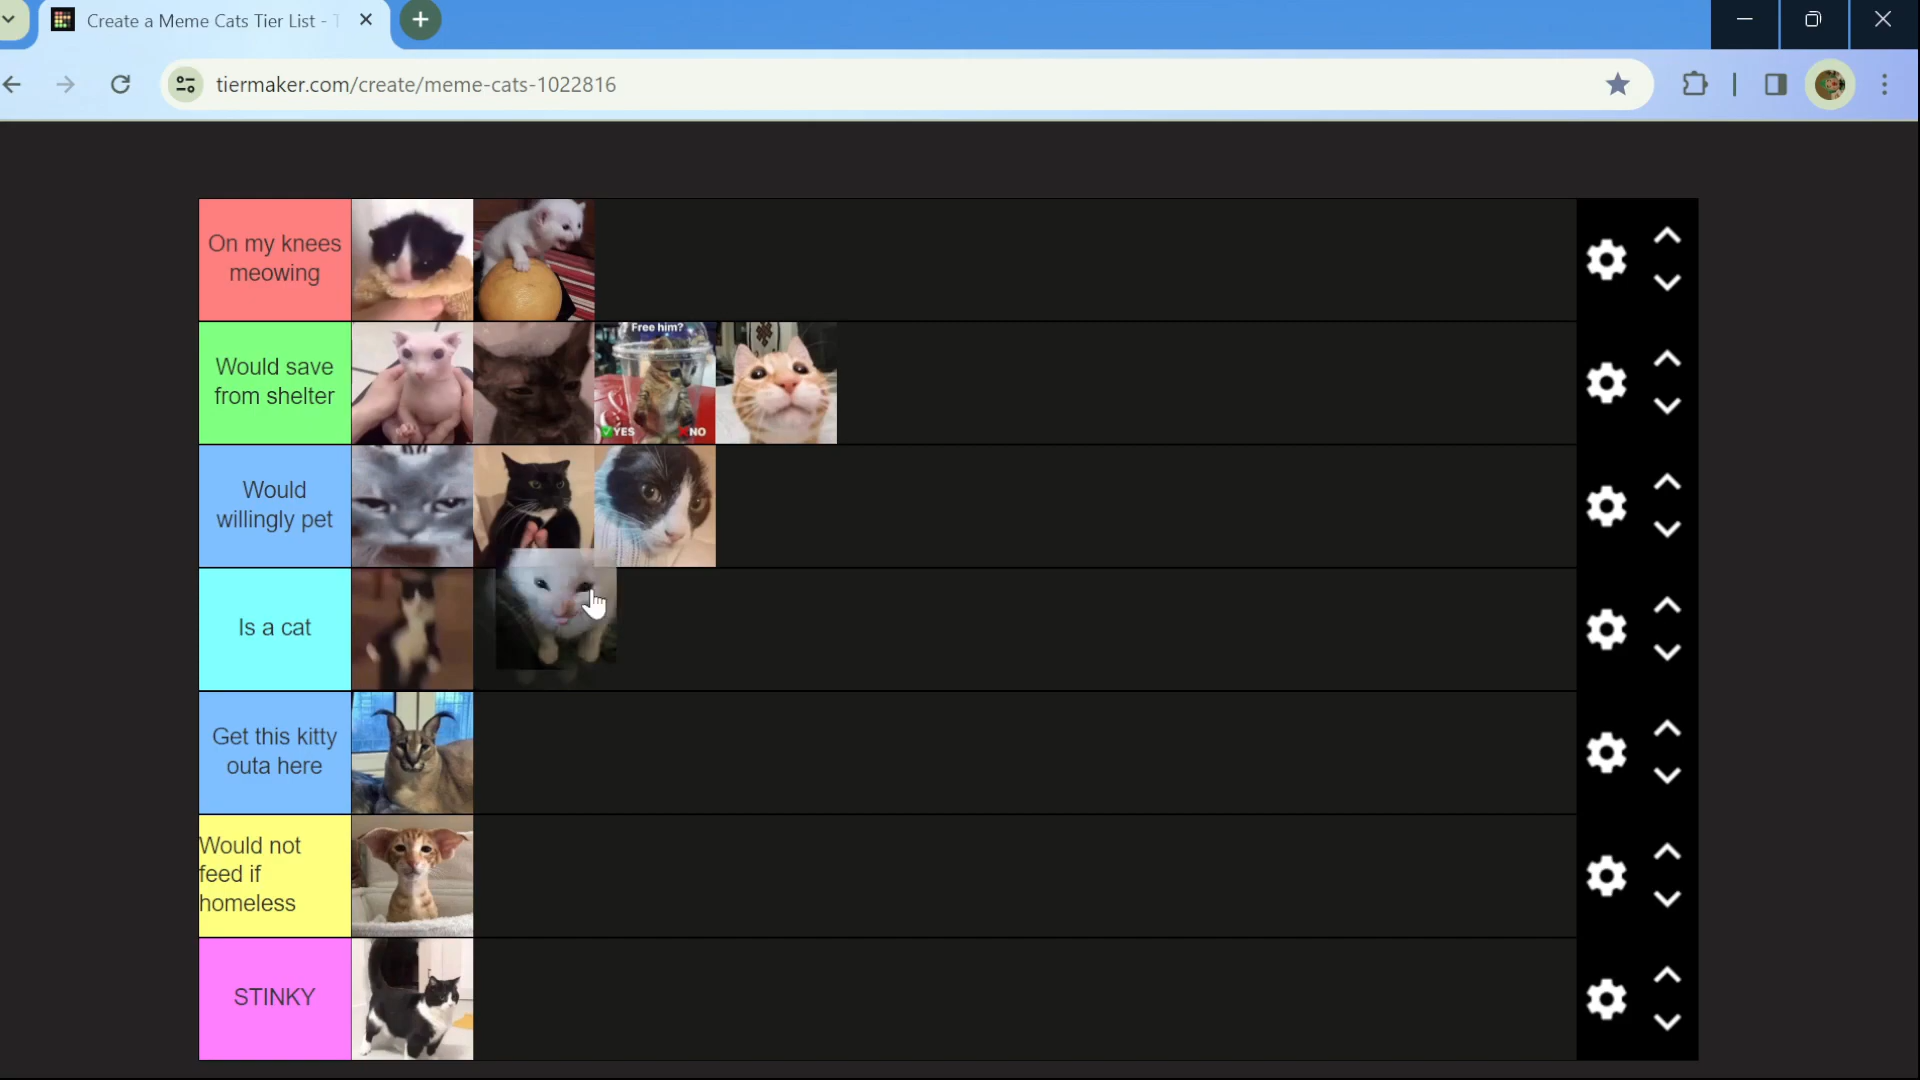 Create a Meme Cats Tier List -
tiermaker.com/create/meme-cats-1022816
On my knees
meowing
Would save
from shelter
Free him?
YES
NO
Would
willingly pet
Is a cat
Get this kitty
outa here
Would not
feed if
homeless
STINKY